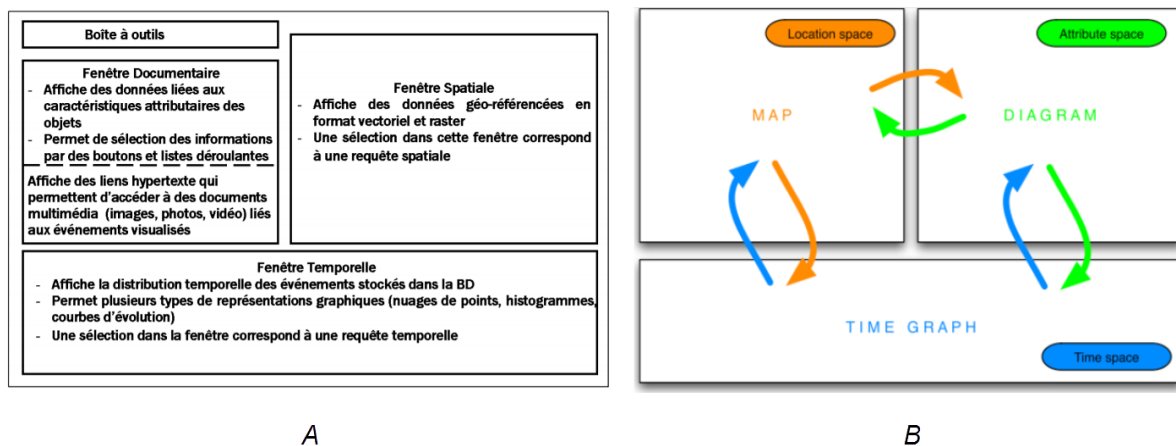 Boîte à outils
Fenêtre Documentaire
- Affiche des données liées aux
caractéristiques attributaires des
objets
- Permet de sélection des informations
par des boutons et listes déroulantes
Affiche des liens hypertexte qui
permettent d'accéder à des documents
multimédia (images, photos, vidéo) liés
aux événements visualisés
Fenêtre Spatiale
- Affiche des données géo-référencées en
format vectoriel et raster
- Une sélection dans cette fenêtre correspond
à une requête spatiale
Fenêtre Temporelle
- Affiche la distribution temporelle des événements stockés dans la BD
- Permet plusieurs types de représentations graphiques (nuages de points, histogrammes,
courbes d'évolution)
- Une sélection dans la fenêtre correspond à une requête temporelle
A
Location space
MAP
Attribute space
DIAGRAM
TIME GRAPH
Time space
B